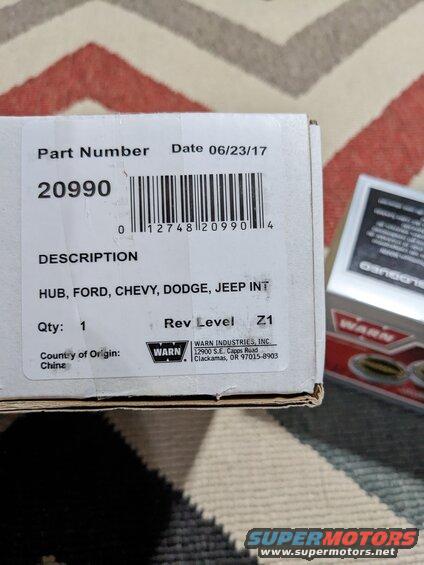 Part Number Date 06/23/17
20990
0 12748 20990 4
DESCRIPTION
HUB, FORD, CHEVY, DODGE, JEEP INT
Qty: 1 Rev Level Z1
Country of Origin:
China
WARN
WARN INDUSTRIES, INC.
12900 S.E. Capps Road
Clackamas, OR 97015-8903
BLOQUEO
WARN
SUPERMOTORS
www.supermotors.net